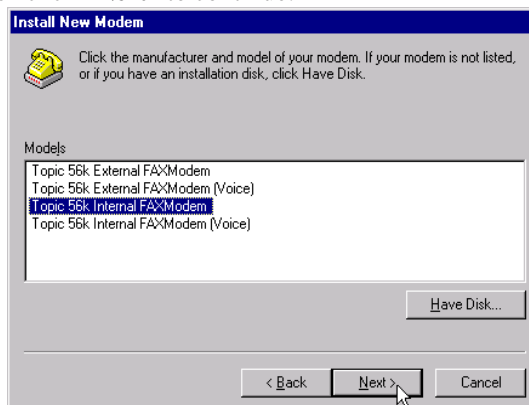 Install New Modem
Click the manufacturer and model of your modem. If your modem is not listed,
or if you have an installation disk, click Have Disk.
Models
Topic 56k External FAXModem
Topic 56k External FAXModem (Voice)
Topic 56k Internal FAXModem
Topic 56k Internal FAXModem (Voice)
Have Disk...
< Back Next > Cancel